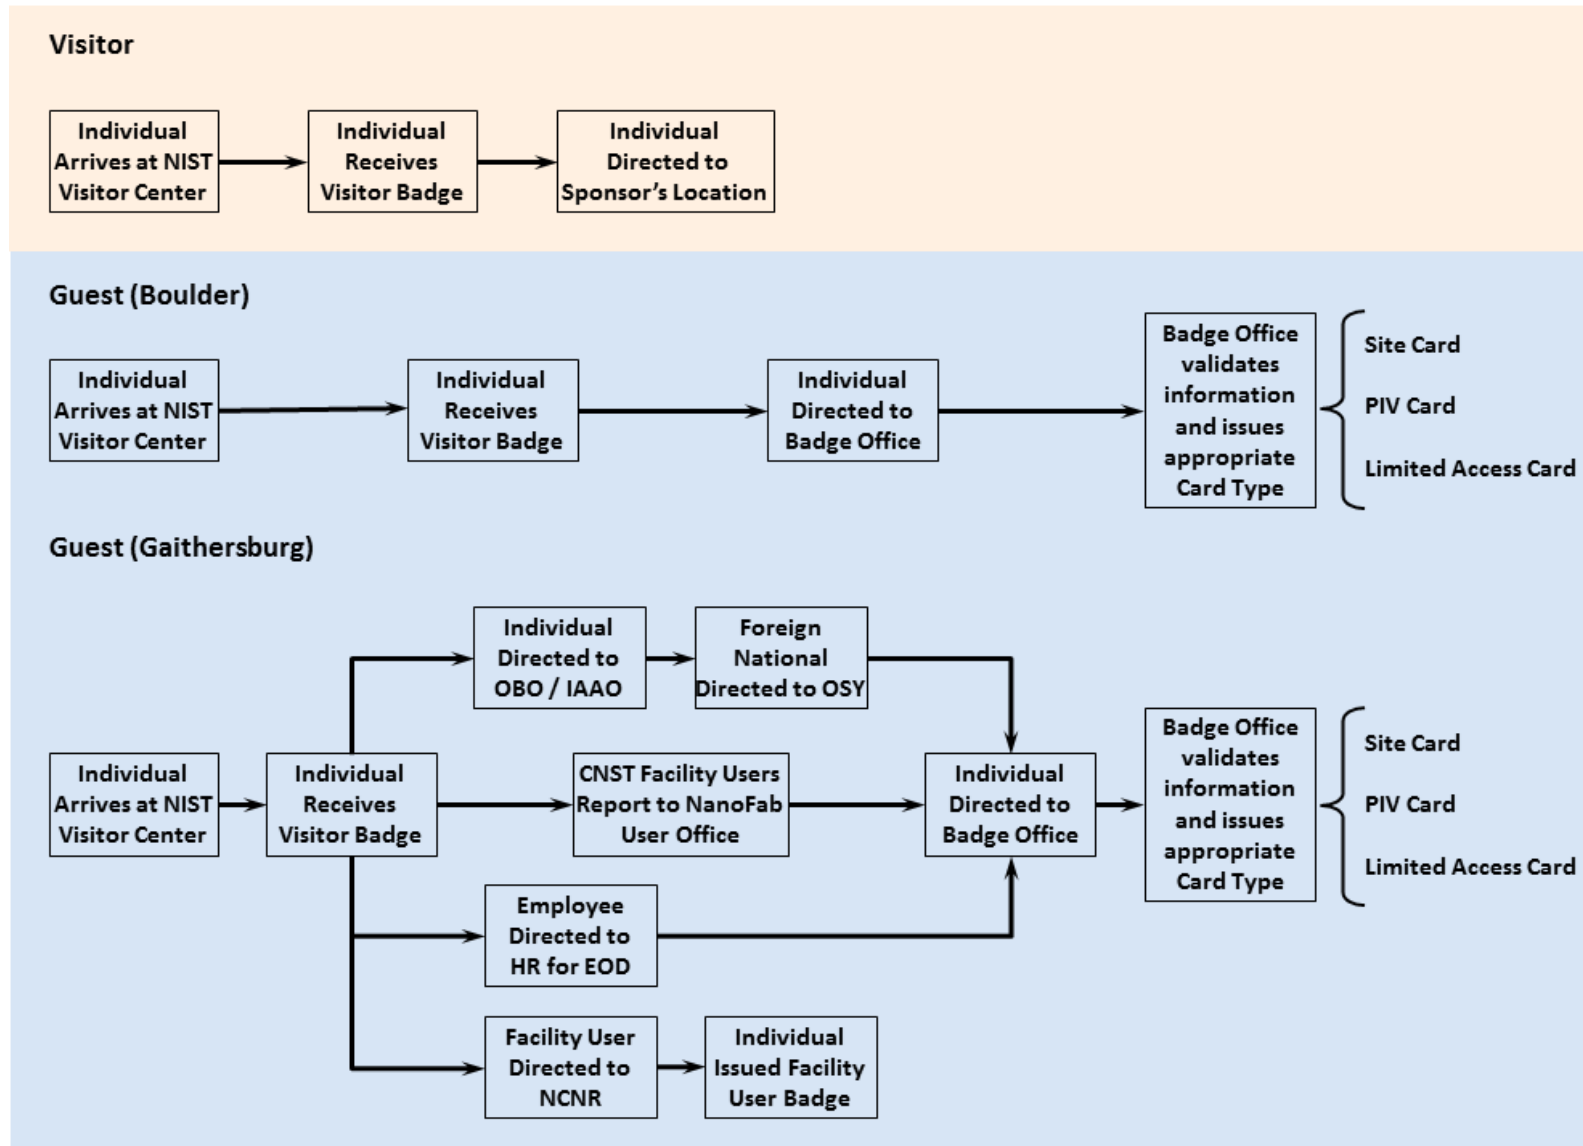 Visitor
Individual
Arrives at NIST
Visitor Center
Individual
Receives
Visitor Badge
Individual
Directed to
Sponsor’s Location
Guest (Boulder)
Individual
Arrives at NIST
Visitor Center
Individual
Receives
Visitor Badge
Individual
Directed to
Badge Office
Badge Office
validates
information
and issues
appropriate
Card Type
Site Card
PIV Card
Limited Access Card
Guest (Gaithersburg)
Individual
Arrives at NIST
Visitor Center
Individual
Receives
Visitor Badge
Individual
Directed to
OBO / IAAO
Foreign
National
Directed to OSY
CNST Facility Users
Report to NanoFab
User Office
Employee
Directed to
HR for EOD
Facility User
Directed to
NCNR
Individual
Issued Facility
User Badge
Individual
Directed to
Badge Office
Badge Office
validates
information
and issues
appropriate
Card Type
Site Card
PIV Card
Limited Access Card